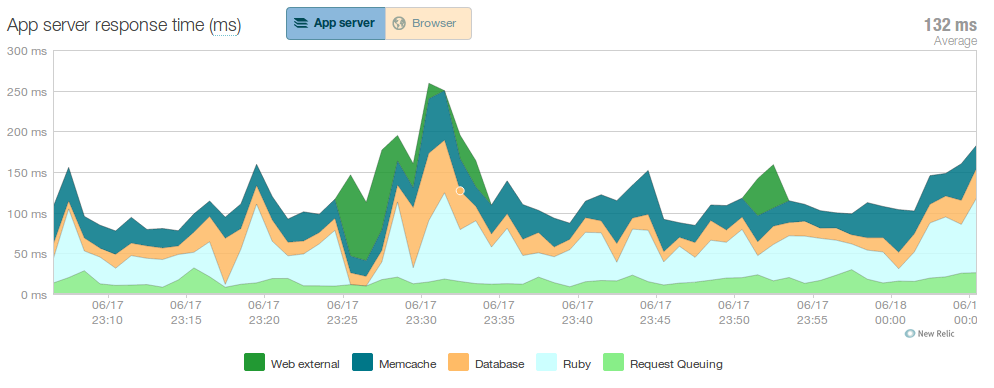 App server response time (ms)
App server
Browser
132 ms
Average
300 ms
250 ms
200 ms
150 ms
100 ms
50 ms
0 ms
06/17 06/17 06/17 06/17 06/17 06/17 06/17 06/17 06/17 06/17 06/18
23:10 23:15 23:20 23:25 23:30 23:35 23:40 23:45 23:50 23:55 00:00
New Relic
Web external Memcache Database Ruby Request Queuing